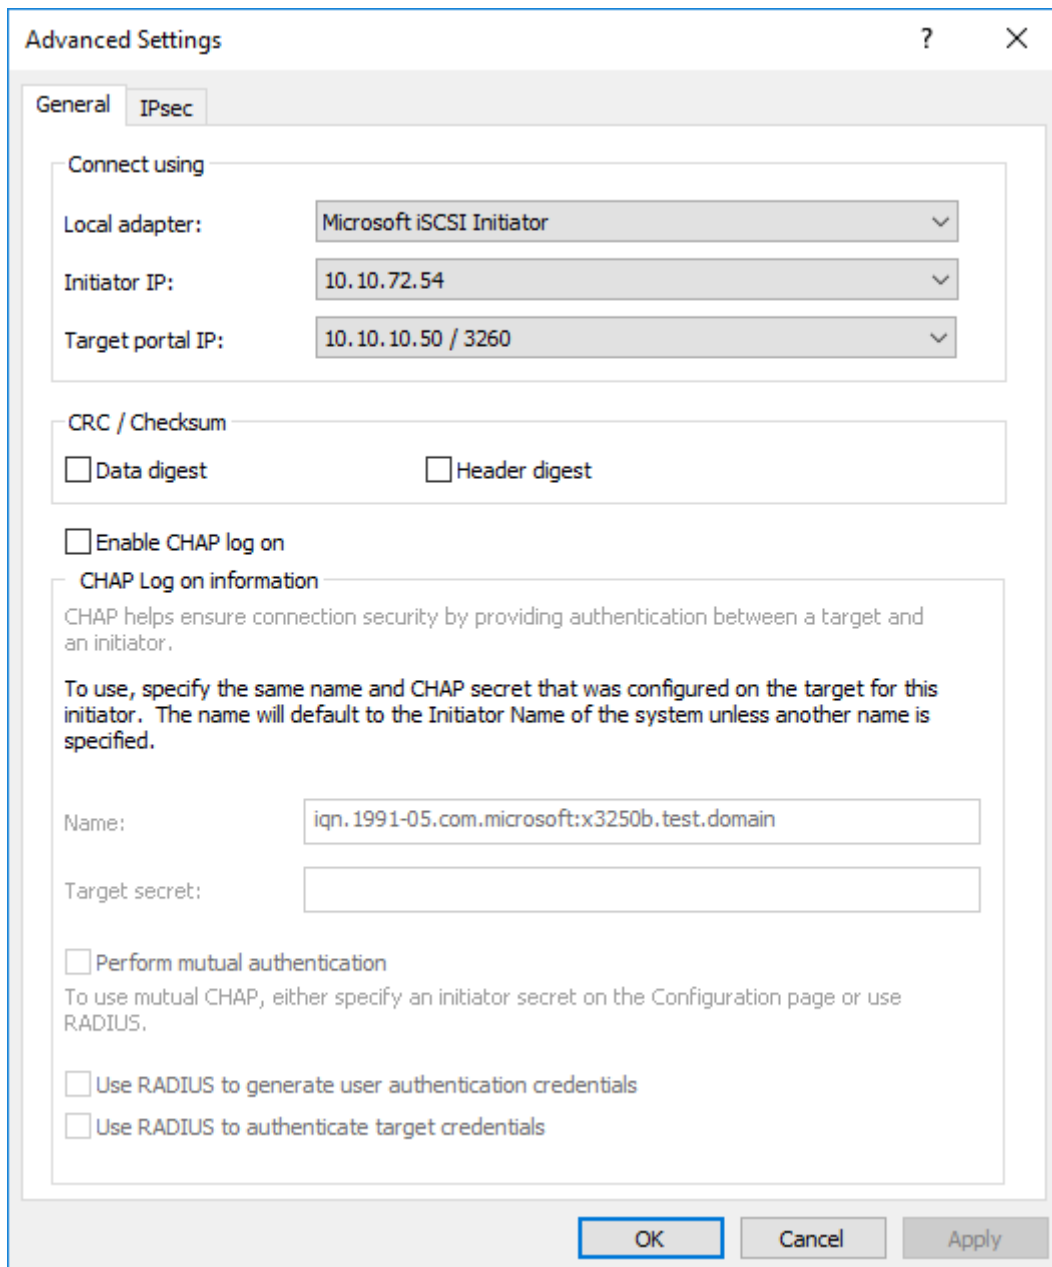 Advanced Settings
?
General
IPsec
Connect using
Local adapter:
Microsoft iSCSI Initiator
Initiator IP:
10.10.72.54
Target portal IP:
10.10.10.50 / 3260
CRC / Checksum
Data digest
Header digest
Enable CHAP log on
CHAP Log on information
CHAP helps ensure connection security by providing authentication between a target and
an initiator.
To use, specify the same name and CHAP secret that was configured on the target for this
initiator.  The name will default to the Initiator Name of the system unless another name is
specified.
Name:
iqn.1991-05.com.microsoft:x3250b.test.domain
Target secret:
Perform mutual authentication
To use mutual CHAP, either specify an initiator secret on the Configuration page or use
RADIUS.
Use RADIUS to generate user authentication credentials
Use RADIUS to authenticate target credentials
OK
Cancel
Apply